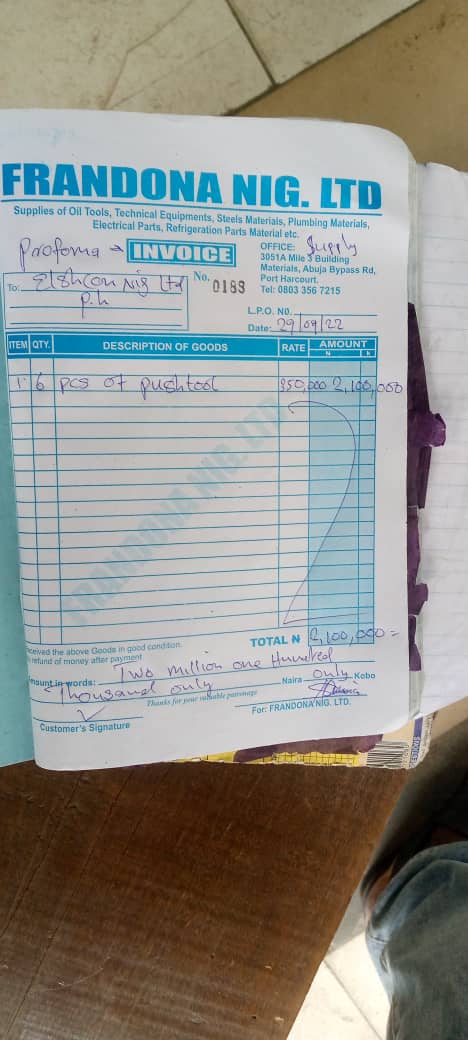 FRANDONA NIG. LTD
Supplies of Oil Tools, Technical Equipments, Steels Materials, Plumbing Materials,
Electrical Parts, Refrigeration Parts Material etc.
Proforma INVOICE
OFFICE: Supply
3051A Mile 3 Building
Materials, Abuja Bypass Rd,
Port Harcourt.
Tel: 0803 356 7215
No. 0189
To: Elshcon Nig Ltd
P.h
L.P.O. NO.
Date: 29/09/22
ITEM QTY. DESCRIPTION OF GOODS RATE AMOUNT
N K
1. 6 pcs of pushtool 350,000 2,100,000
FRANDONA NIG. LTD
TOTAL N 2,100,000 =
eceived the above Goods in good condition.
refund of money after payment
mount in words: Two million one Hundred
Thousand only Naira only Kobo
Thanks for your valuable patronage
Customer's Signature
For: FRANDONA NIG. LTD.